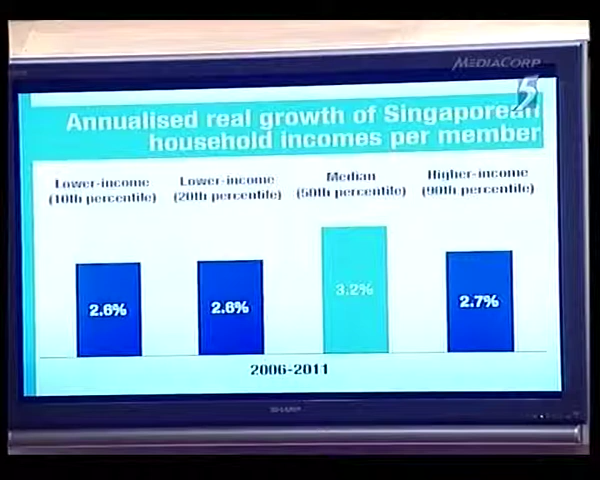 MEDIACORP
5
Annualised real growth of Singaporean
household incomes per member
Lower-income
(10th percentile)
Lower-income
(20th percentile)
Median
(50th percentile)
Higher-income
(90th percentile)
2.6%
2.6%
3.2%
2.7%
2006-2011
SHARP